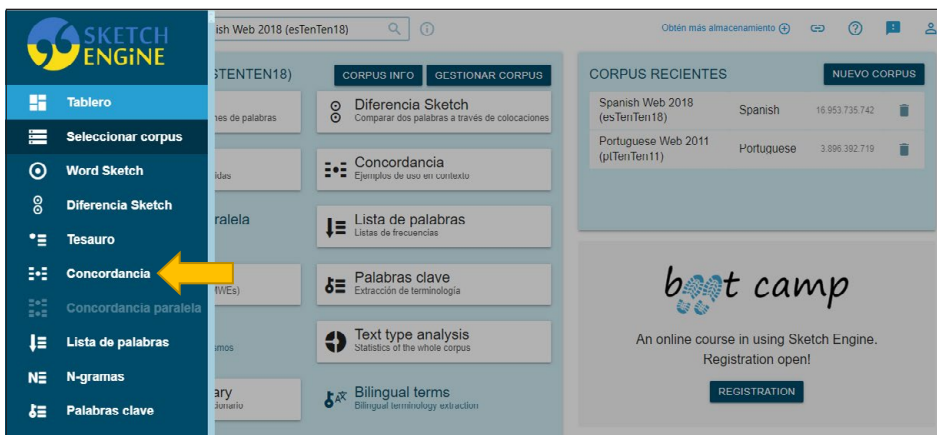 SKETCH
ENGINE
Tablero
Seleccionar corpus
Word Sketch
Diferencia Sketch
Tesauro
Concordancia
Concordancia paralela
Lista de palabras
N-gramas
Palabras clave
ish Web 2018 (esTenTen18)
Obtén más almacenamiento
STENTEN18)
CORPUS INFO
GESTIONAR CORPUS
nes de palabras
Diferencia Sketch
Comparar dos palabras a través de colocaciones
idas
Concordancia
Ejemplos de uso en contexto
ralela
Lista de palabras
Listas de frecuencias
MWEs)
Palabras clave
Extracción de terminología
smos
Text type analysis
Statistics of the whole corpus
ary
cionario
Bilingual terms
Bilingual terminology extraction
CORPUS RECIENTES
NUEVO CORPUS
Spanish Web 2018
(esTenTen18)
Spanish
16.953.735.742
Portuguese Web 2011
(ptTenTen11)
Portuguese
3.896.392.719
boot camp
An online course in using Sketch Engine.
Registration open!
REGISTRATION